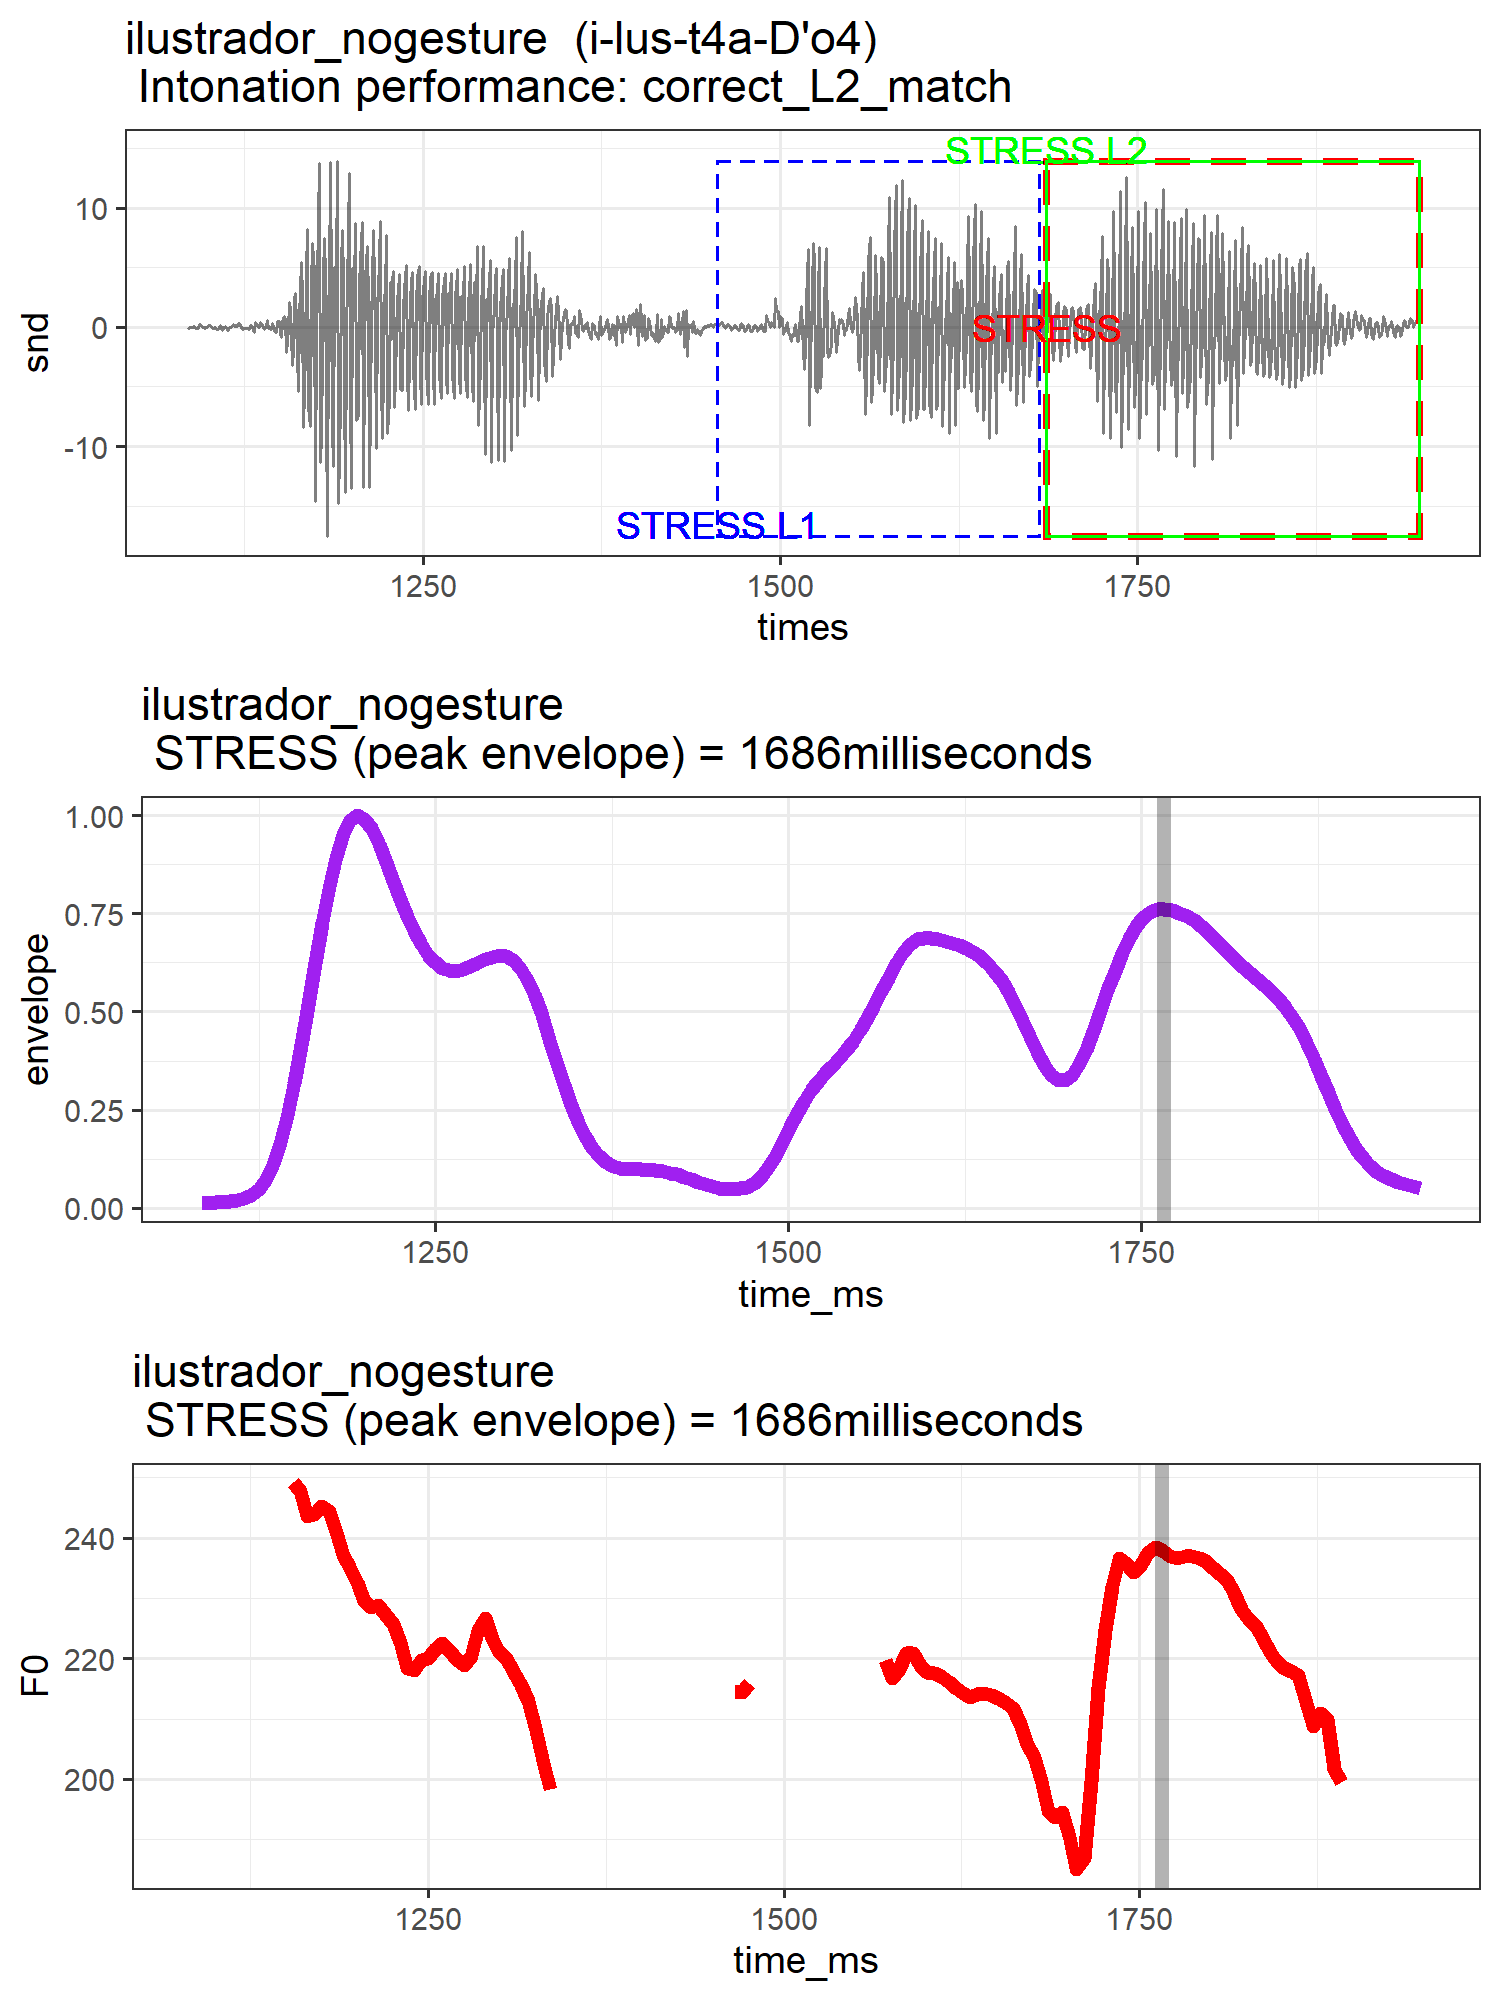 ilustrador_nogesture  (i-lus-t4a-D'o4)
Intonation performance: correct_L2_match
STRESS L2
10
0
-10
snd
STRESS
STRESS L1
1250 1500 1750
times
ilustrador_nogesture
STRESS (peak envelope) = 1686milliseconds
1.00
0.75
0.50
0.25
0.00
envelope
1250 1500 1750
time_ms
ilustrador_nogesture
STRESS (peak envelope) = 1686milliseconds
240
220
200
F0
1250 1500 1750
time_ms